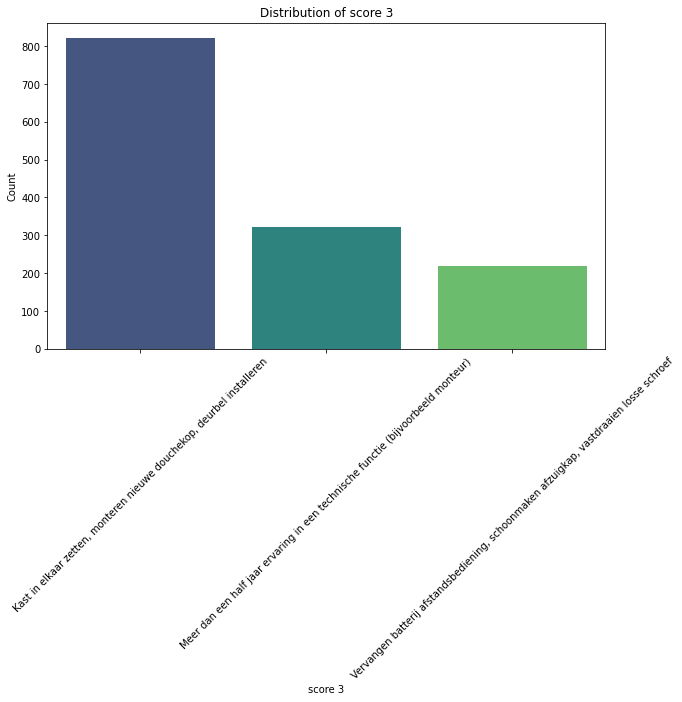 Distribution of score 3
Count
800
700
600
500
400
300
200
100
0
Kast in elkaar zetten, monteren nieuwe douchekop, deurbel installeren
Meer dan een half jaar ervaring in een technische functie (bijvoorbeeld monteur)
Vervangen batterij afstandsbediening, schoonmaken afzuigkap, vastdraaien losse schroef
score 3